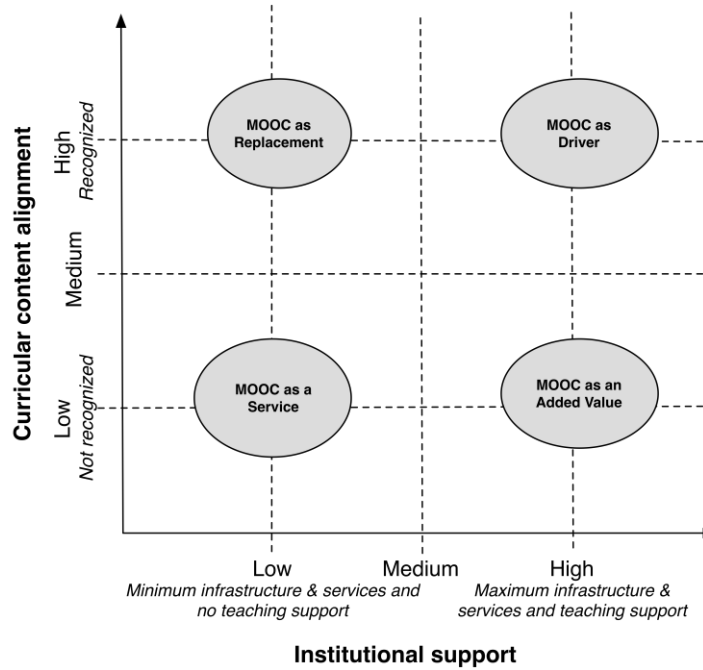 Curricular content alignment
High
Recognized
Medium
Low
Not recognized
MOOC as
Replacement
MOOC as
Driver
MOOC as a
Service
MOOC as an
Added Value
Low
Medium
High
Minimum infrastructure & services and
no teaching support
Maximum infrastructure &
services and teaching support
Institutional support